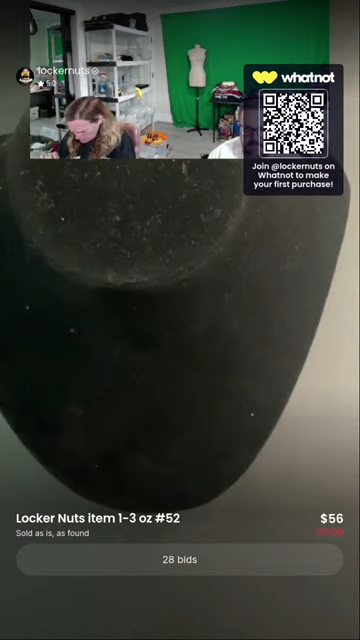 lockernuts
★ 5.0
whatnot
Join @lockernuts on
Whatnot to make
your first purchase!
Locker Nuts item 1-3 oz #52
$56
Sold as is, as found
28 bids